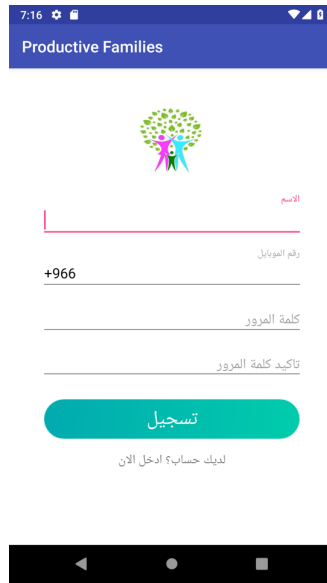 7:16
Productive Families
الاسم
رقم الموبايل
+966
كلمة المرور
تاكيد كلمة المرور
تسجيل
لديك حساب؟ ادخل الان